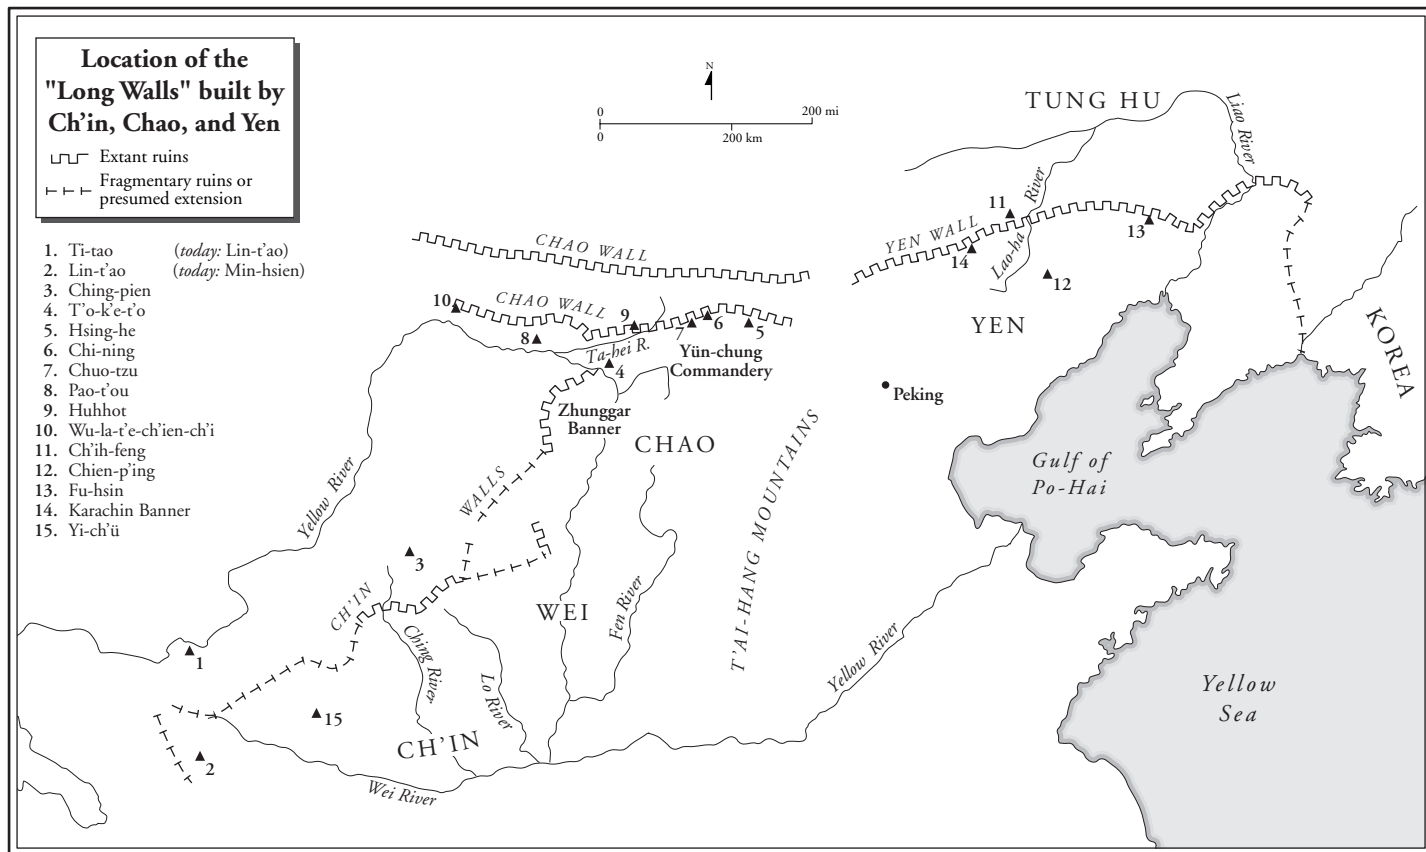 Location of the
"Long Walls" built by
Ch'in, Chao, and Yen
Extant ruins
Fragmentary ruins or
presumed extension
1. Ti-tao (today: Lin-t'ao)
2. Lin-t'ao (today: Min-hsien)
3. Ching-pien
4. T'o-k'e-t'o
5. Hsing-he
6. Chi-ning
7. Chuo-tzu
8. Pao-t'ou
9. Huhhot
10. Wu-la-t'e-ch'ien-ch'i
11. Ch'ih-feng
12. Chien-p'ing
13. Fu-hsin
14. Karachin Banner
15. Yi-ch'ü
N
0 200 mi
0 200 km
TUNG HU
Liao River
Lao-ha River
YEN WALL
11
13
14
12
CHAO WALL
CHAO WALL
10
9
8
7
6
5
Ta-hei R.
4
Yün-chung
Commandery
YEN
KOREA
Peking
Zhunggar
Banner
CHAO
Gulf of
Po-Hai
Yellow River
CH'IN WALLS
3
T'AI-HANG MOUNTAINS
WEI
Fen River
Ching River
Lo River
Yellow River
1
15
2
CH'IN
Wei River
Yellow
Sea